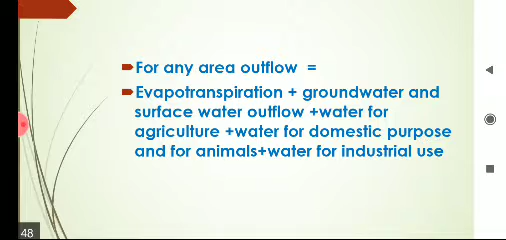 For any area outflow =
Evapotranspiration + groundwater and
surface water outflow +water for
agriculture +water for domestic purpose
and for animals+water for industrial use
48